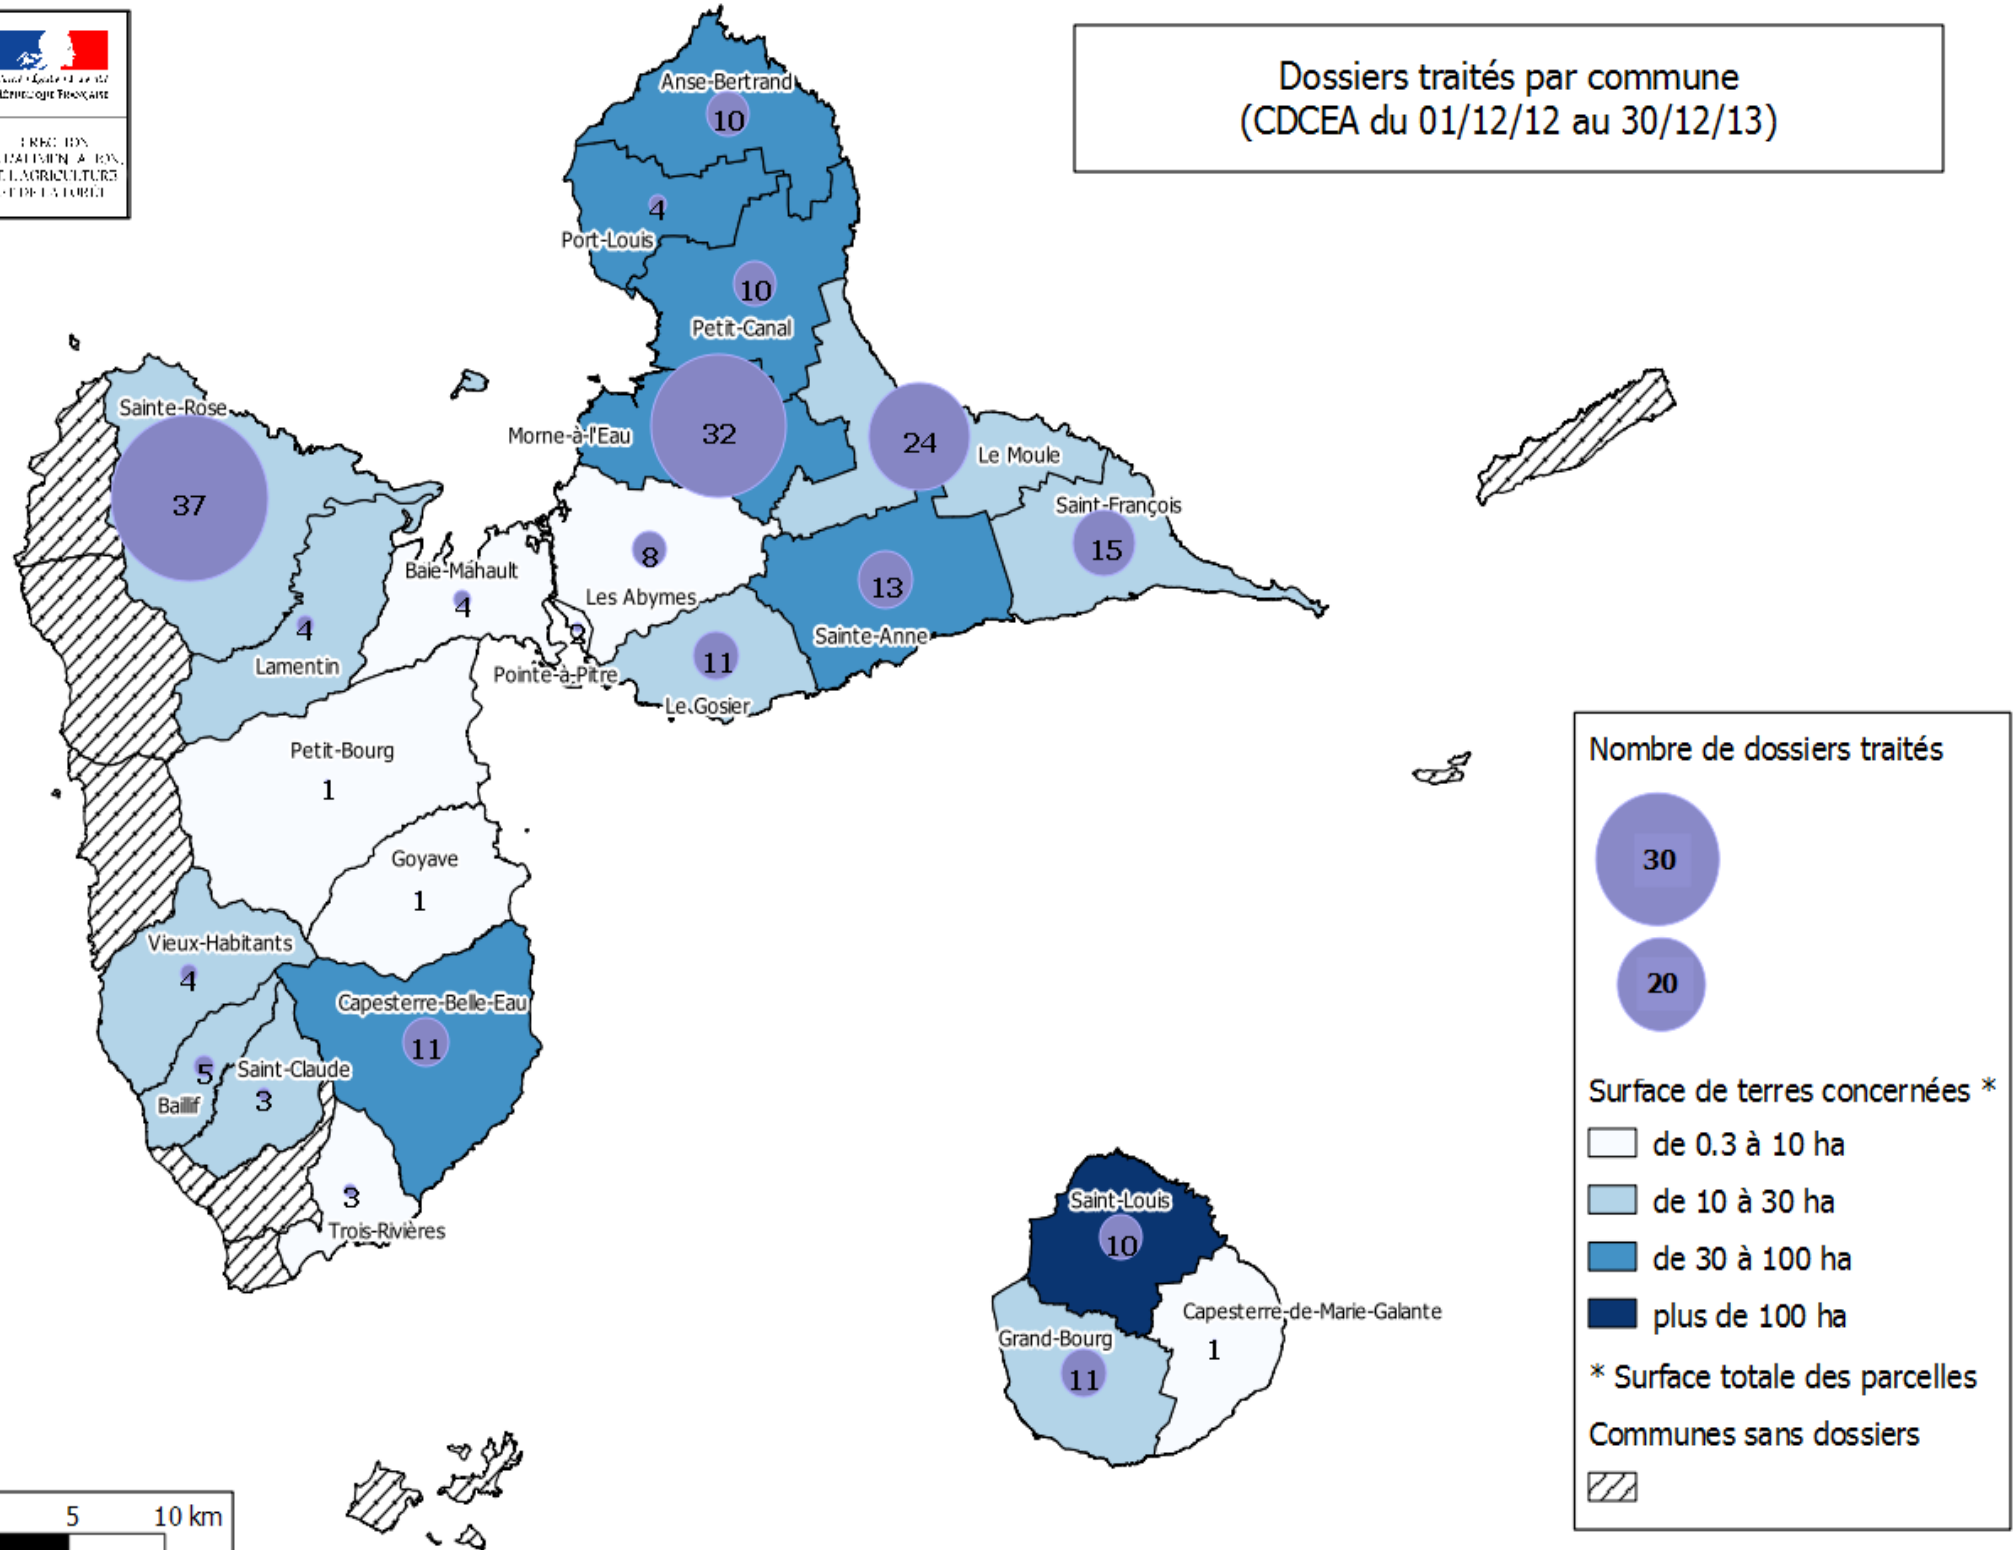 RÉPUBLIQUE FRANÇAISE
Dossiers traités par commune
(CDCEA du 01/12/12 au 30/12/13)
Anse-Bertrand
10
4
Port-Louis
10
Petit-Canal
Sainte-Rose
37
Morne-à-l'Eau
32
24
Le Moule
Saint-François
15
8
Baie-Mahault
4
Les Abymes
13
Sainte-Anne
4
Lamentin
2
Pointe-à-Pitre
11
Le Gosier
Petit-Bourg
1
Goyave
1
Vieux-Habitants
4
Capesterre-Belle-Eau
11
5
Saint-Claude
Baillif
3
3
Trois-Rivières
Saint-Louis
10
Capesterre-de-Marie-Galante
1
Grand-Bourg
11
Nombre de dossiers traités
30
20
Surface de terres concernées *
de 0.3 à 10 ha
de 10 à 30 ha
de 30 à 100 ha
plus de 100 ha
* Surface totale des parcelles
Communes sans dossiers
5 10 km